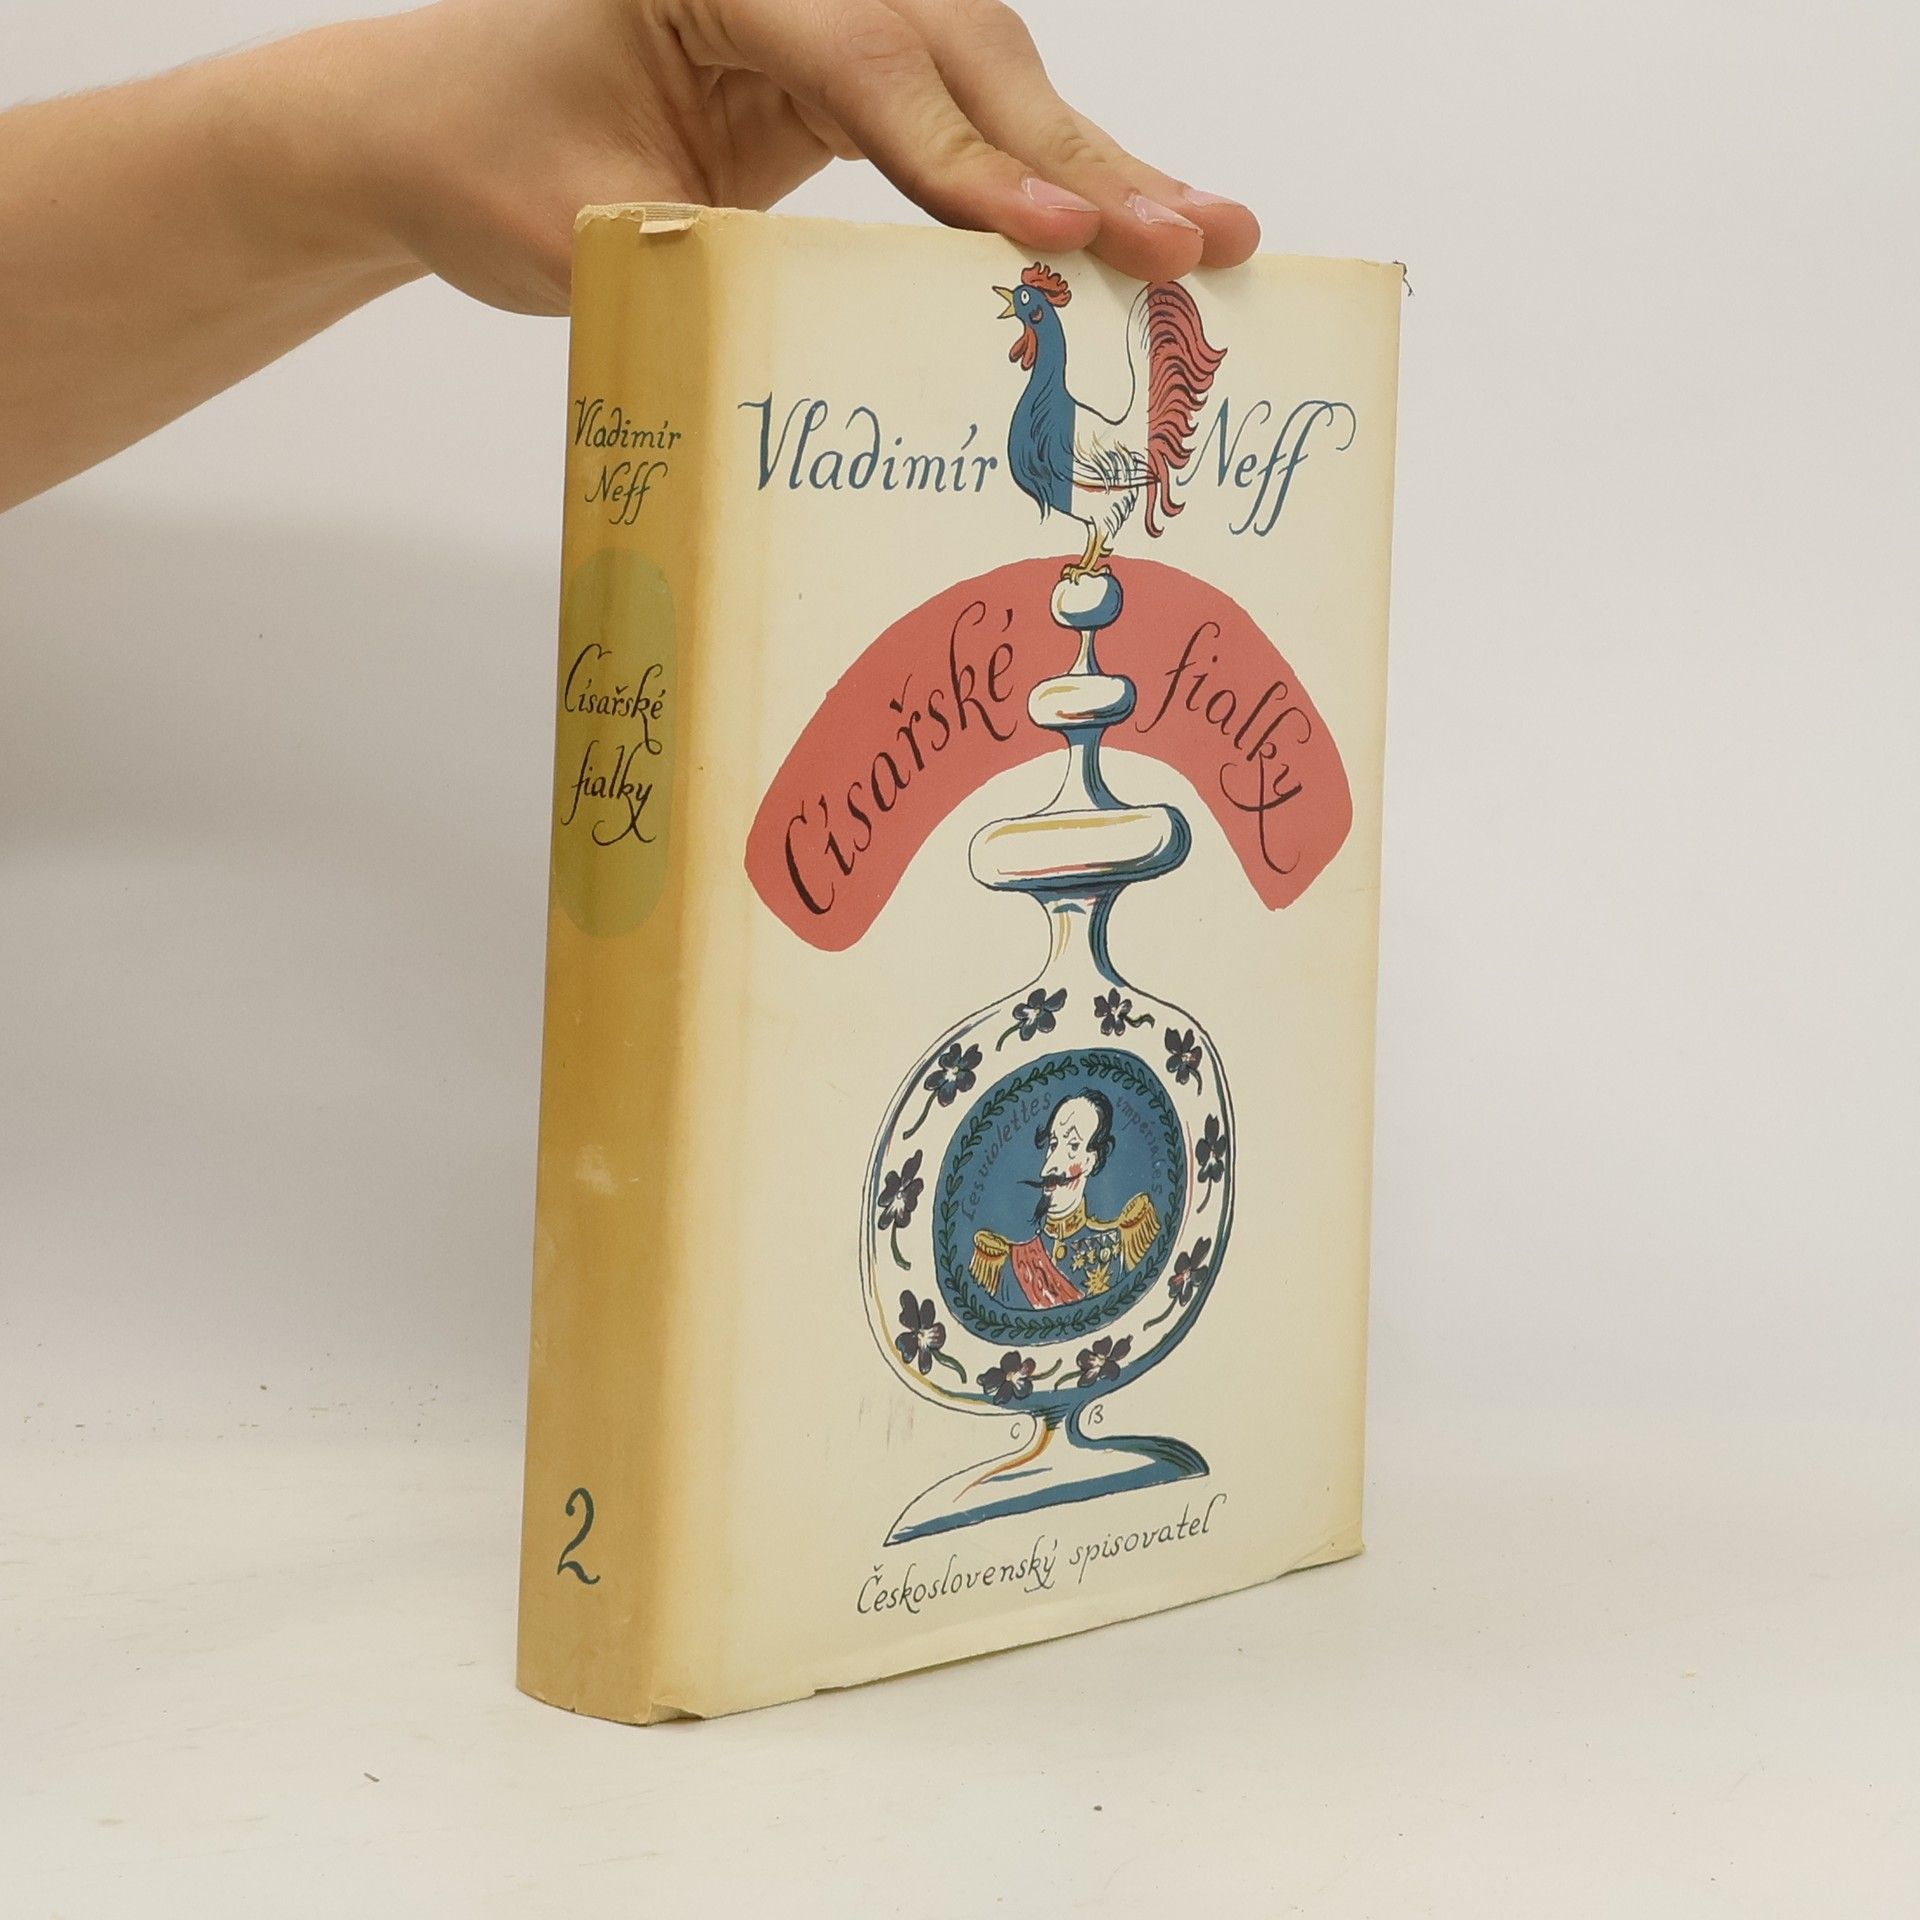 Vladimír
Neff
Císařské
fialky
2
Vladimír Neff
Císařské fialky
Les violettes impériales
C B
Československý spisovatel